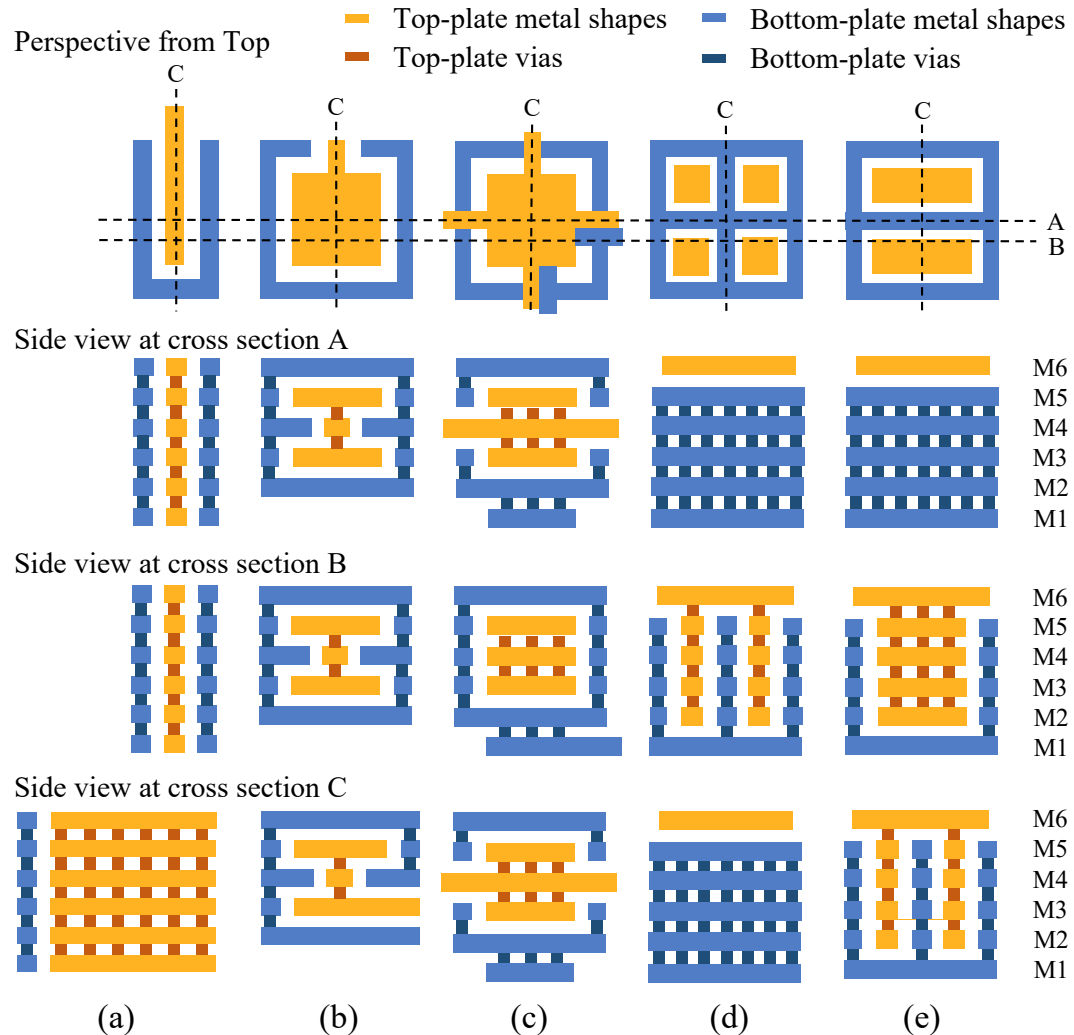 Top-plate metal shapes Bottom-plate metal shapes
Perspective from Top
Top-plate vias Bottom-plate vias
C C C C C
A
B
Side view at cross section A
M6
M5
M4
M3
M2
M1
Side view at cross section B
M6
M5
M4
M3
M2
M1
Side view at cross section C
M6
M5
M4
M3
M2
M1
(a) (b) (c) (d) (e)